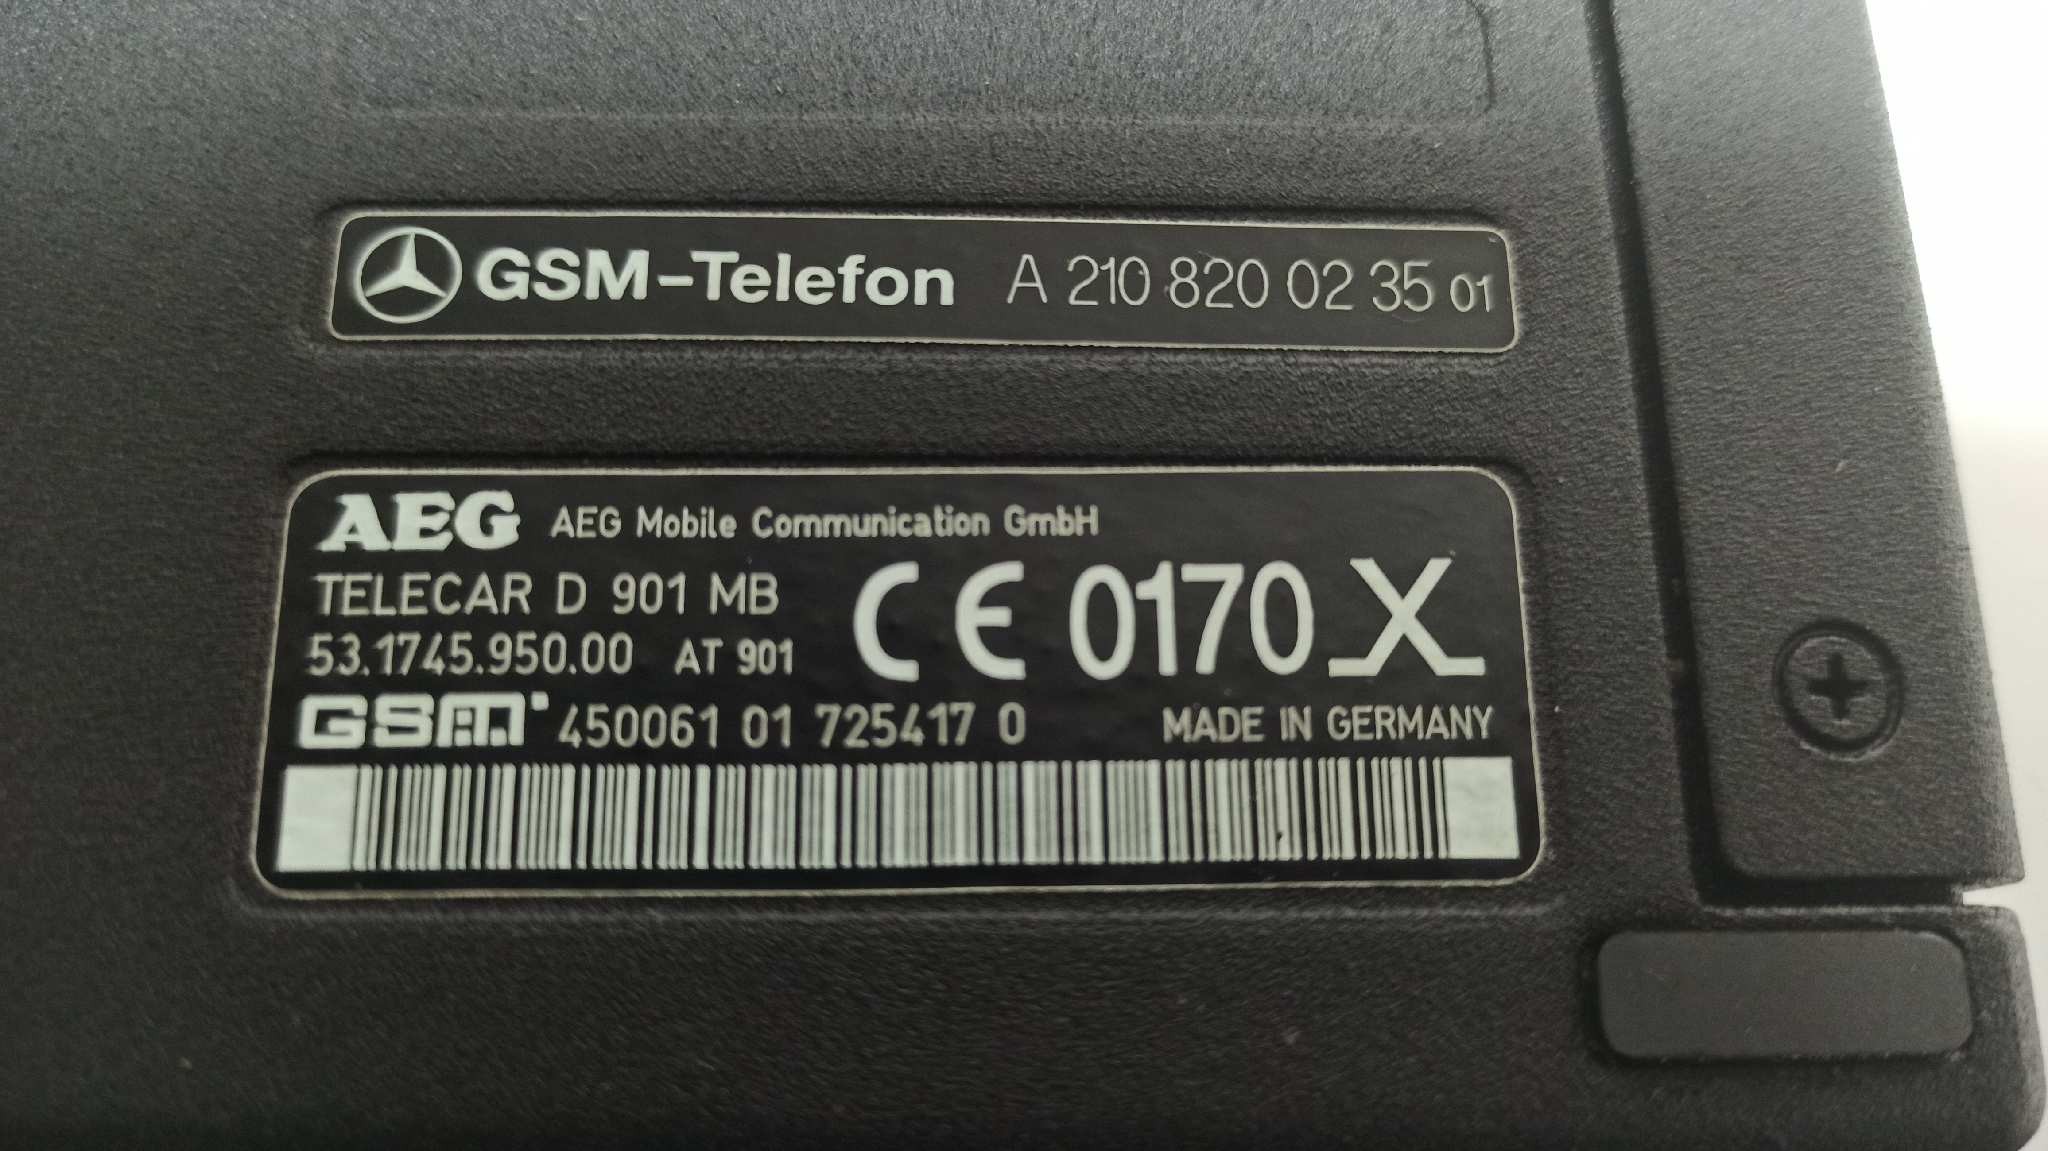 GSM-Telefon A 210 820 02 35 01
AEG AEG Mobile Communication GmbH
TELECAR D 901 MB
53.1745.950.00 AT 901
CE 0170 X
GSM 450061 01 725417 0 MADE IN GERMANY